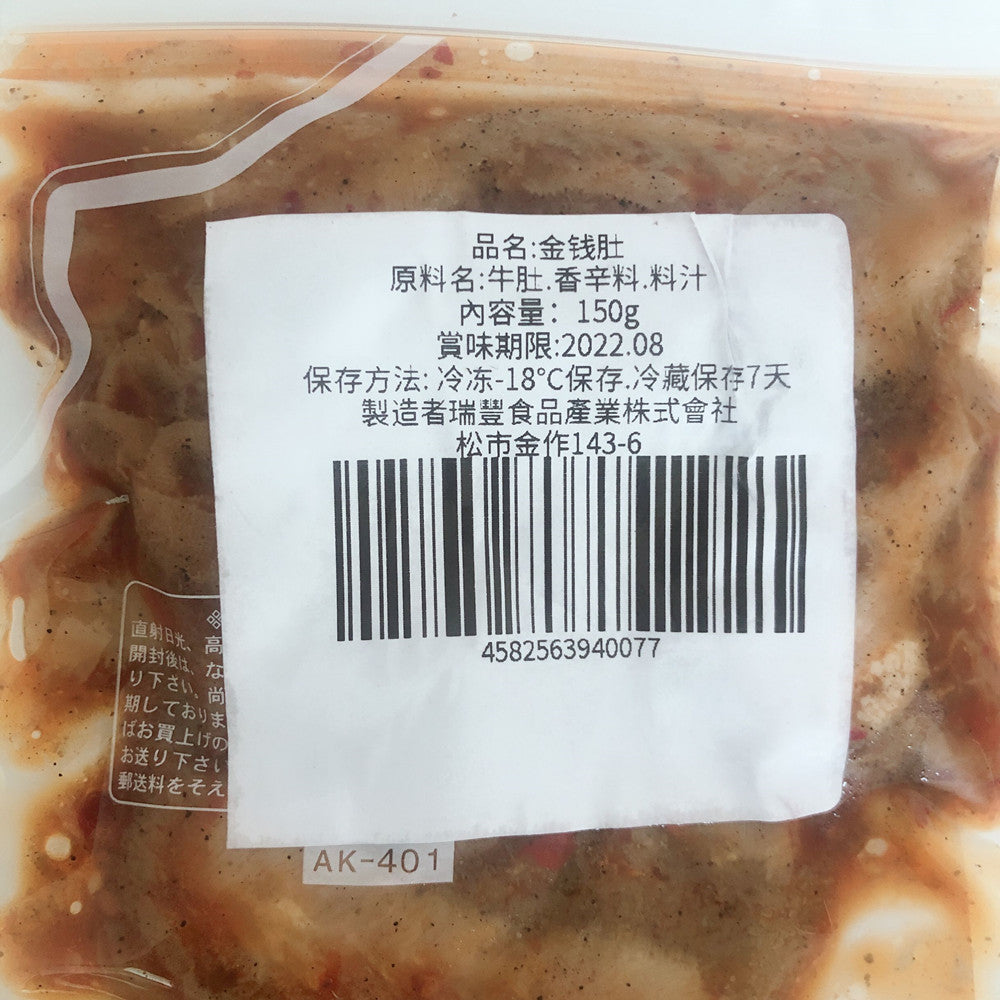 品名:金钱肚
原料名:牛肚.香辛料.料汁
內容量: 150g
賞味期限:2022.08
保存方法: 冷冻-18°C保存.冷藏保存7天
製造者瑞豐食品產業株式會社
松市金作143-6
4582563940077
※
直射日光、高
開封後は、な
り下さい。尚
期しておりま
ばお買上げの
お送り下さい
郵送料をそえ
AK-401